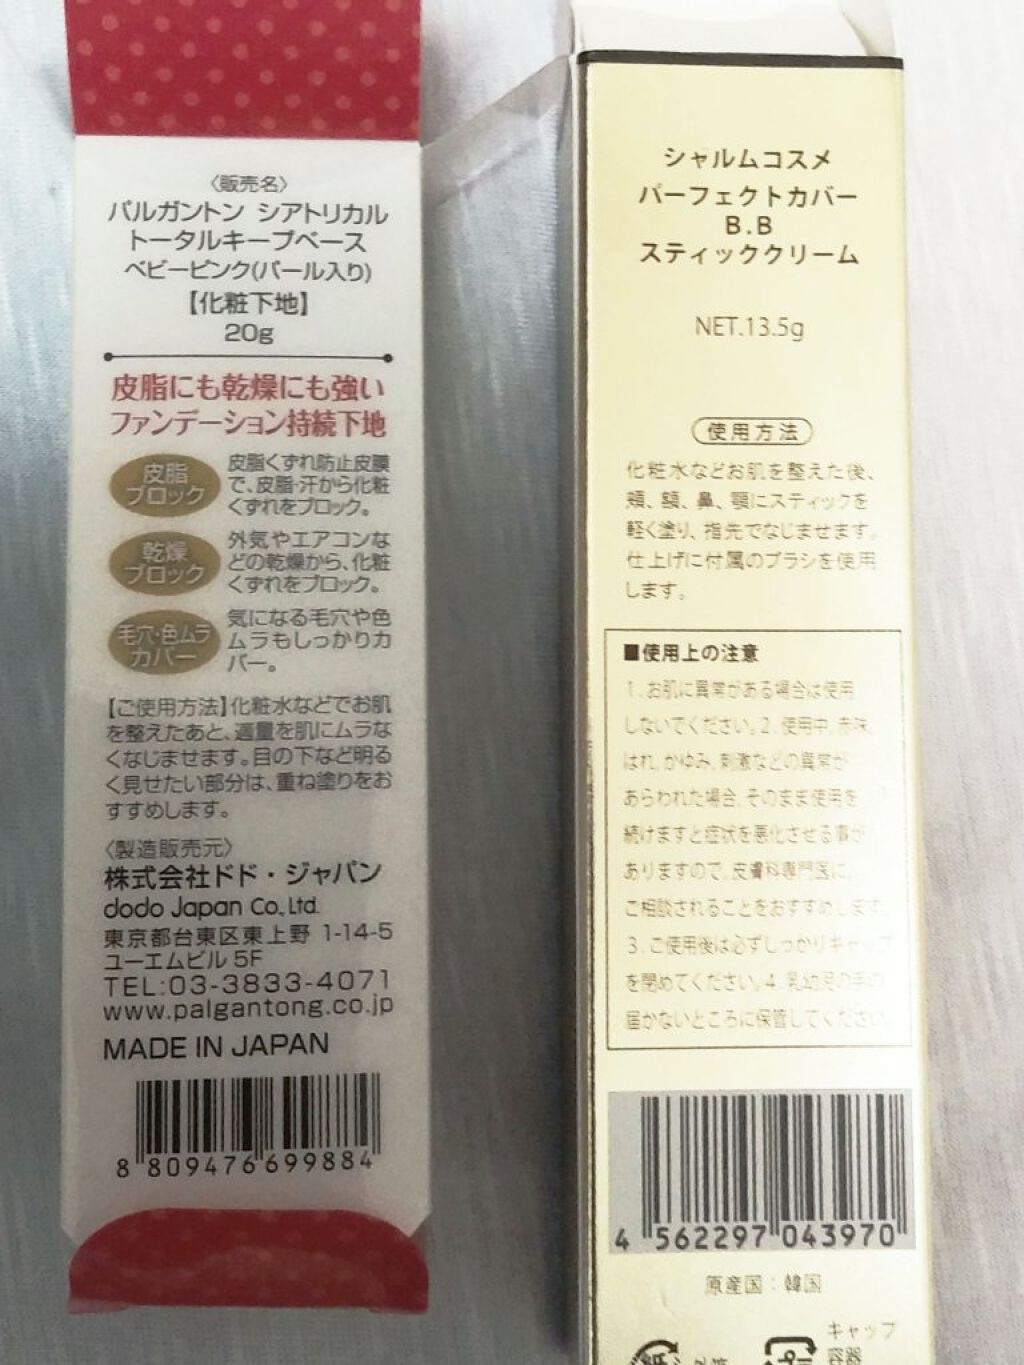 〈販売名〉
パルガントン シアトリカル
トータルキープベース
ベビーピンク(パール入り)
【化粧下地】
20g
皮脂にも乾燥にも強い
ファンデーション持続下地
皮脂
ブロック
皮脂くずれ防止皮膜
で、皮脂・汗から化粧
くずれをブロック。
乾燥
ブロック
外気やエアコンな
どの乾燥から、化粧
くずれをブロック。
毛穴・色ムラ
カバー
気になる毛穴や色
ムラもしっかりカ
バー。
【ご使用方法】化粧水などでお肌
を整えたあと、適量を肌にムラな
くなじませます。目の下など明る
く見せたい部分は、重ね塗りをお
すすめします。
〈製造販売元〉
株式会社ドド・ジャパン
dodo Japan Co.,Ltd.
東京都台東区東上野 1-14-5
ユーエムビル 5F
TEL:03-3833-4071
www.palgantong.co.jp
MADE IN JAPAN
8 809476 699884
シャルムコスメ
パーフェクトカバー
B.B
スティッククリーム
NET.13.5g
使用方法
化粧水などお肌を整えた後、
頬、額、鼻、顎にスティックを
軽く塗り、指先でなじませます。
仕上げに付属のブラシを使用
します。
■使用上の注意
1.お肌に異常がある場合は使用
しないでください。2.使用中,赤味,
はれ,かゆみ,刺激などの異常が
あらわれた場合,そのまま使用を
続けますと症状を悪化させる事が
ありますので,皮膚科専門医に,
ご相談されることをおすすめします。
3.ご使用後は必ずしっかりキャップ
を閉めてください。4.乳幼児の手の
届かないところに保管してください。
4 562297 043970
原産国：韓国
キャップ
容器